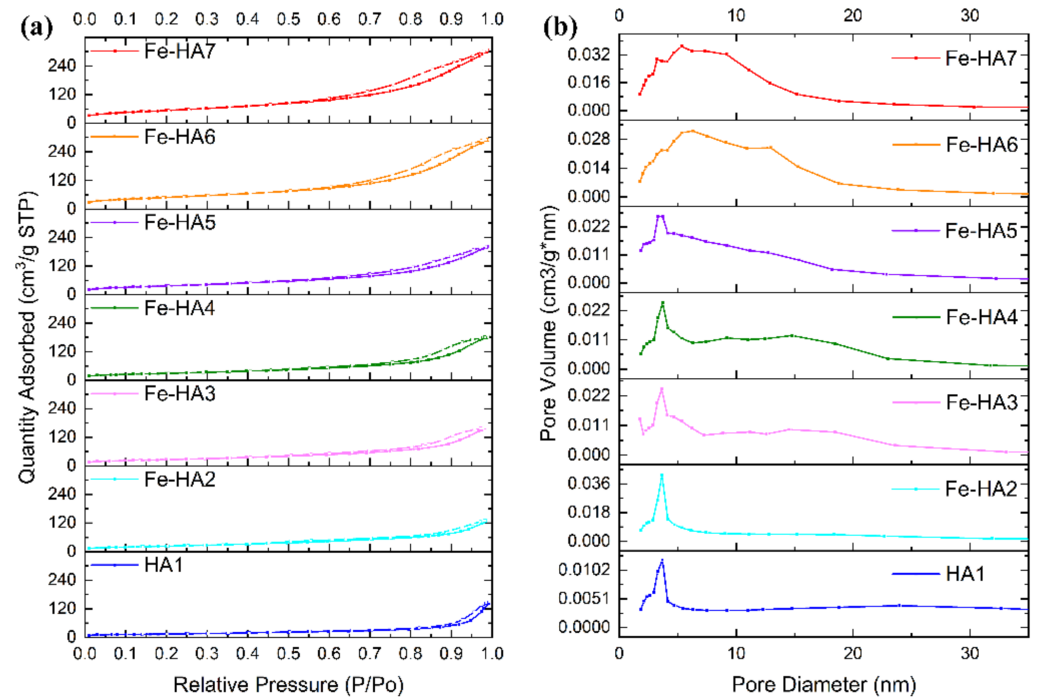 (a)
0.0 0.1 0.2 0.3 0.4 0.5 0.6 0.7 0.8 0.9 1.0
240
120
0
Fe-HA7
240
120
0
Fe-HA6
240
120
0
Fe-HA5
240
120
0
Fe-HA4
240
120
0
Fe-HA3
240
120
0
Fe-HA2
240
120
0
HA1
0.0 0.1 0.2 0.3 0.4 0.5 0.6 0.7 0.8 0.9 1.0
Quantity Adsorbed (cm³/g STP)
Relative Pressure (P/Po)
(b)
0 10 20 30
0.032
0.016
0.000
Fe-HA7
0.028
0.014
0.000
Fe-HA6
0.022
0.011
0.000
Fe-HA5
0.022
0.011
0.000
Fe-HA4
0.022
0.011
0.000
Fe-HA3
0.036
0.018
0.000
Fe-HA2
0.0102
0.0051
0.0000
HA1
0 10 20 30
Pore Volume (cm3/g*nm)
Pore Diameter (nm)